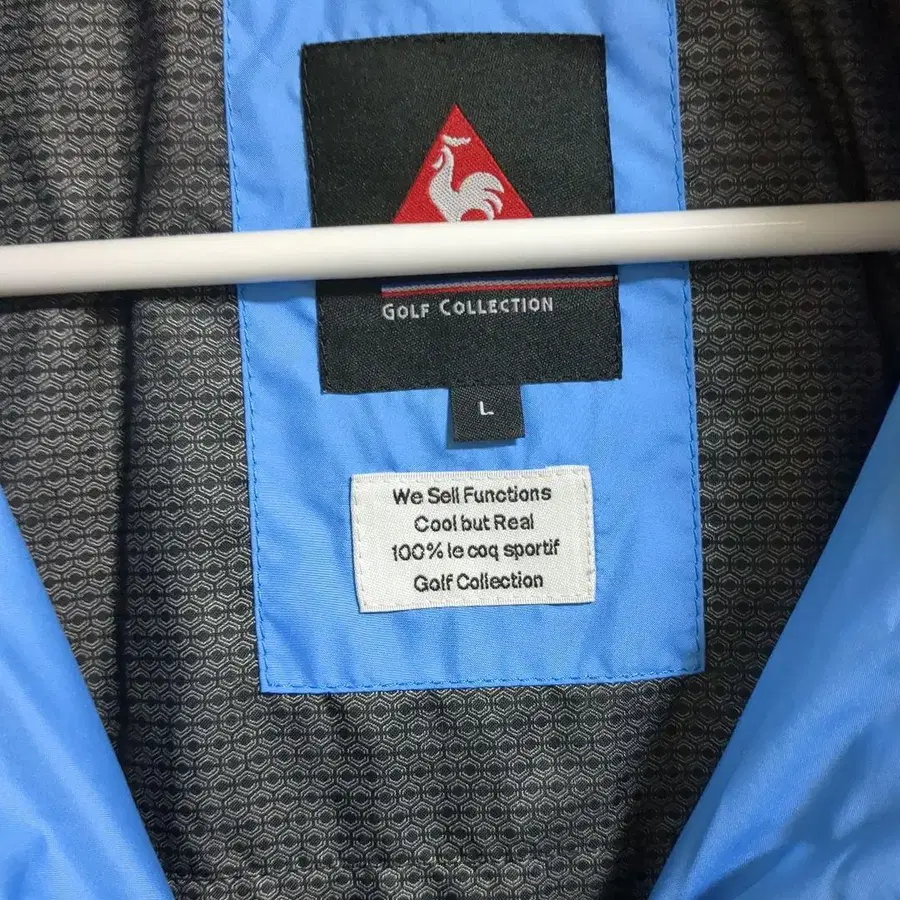 GOLF COLLECTION
L
We Sell Functions
Cool but Real
100% le coq sportif
Golf Collection